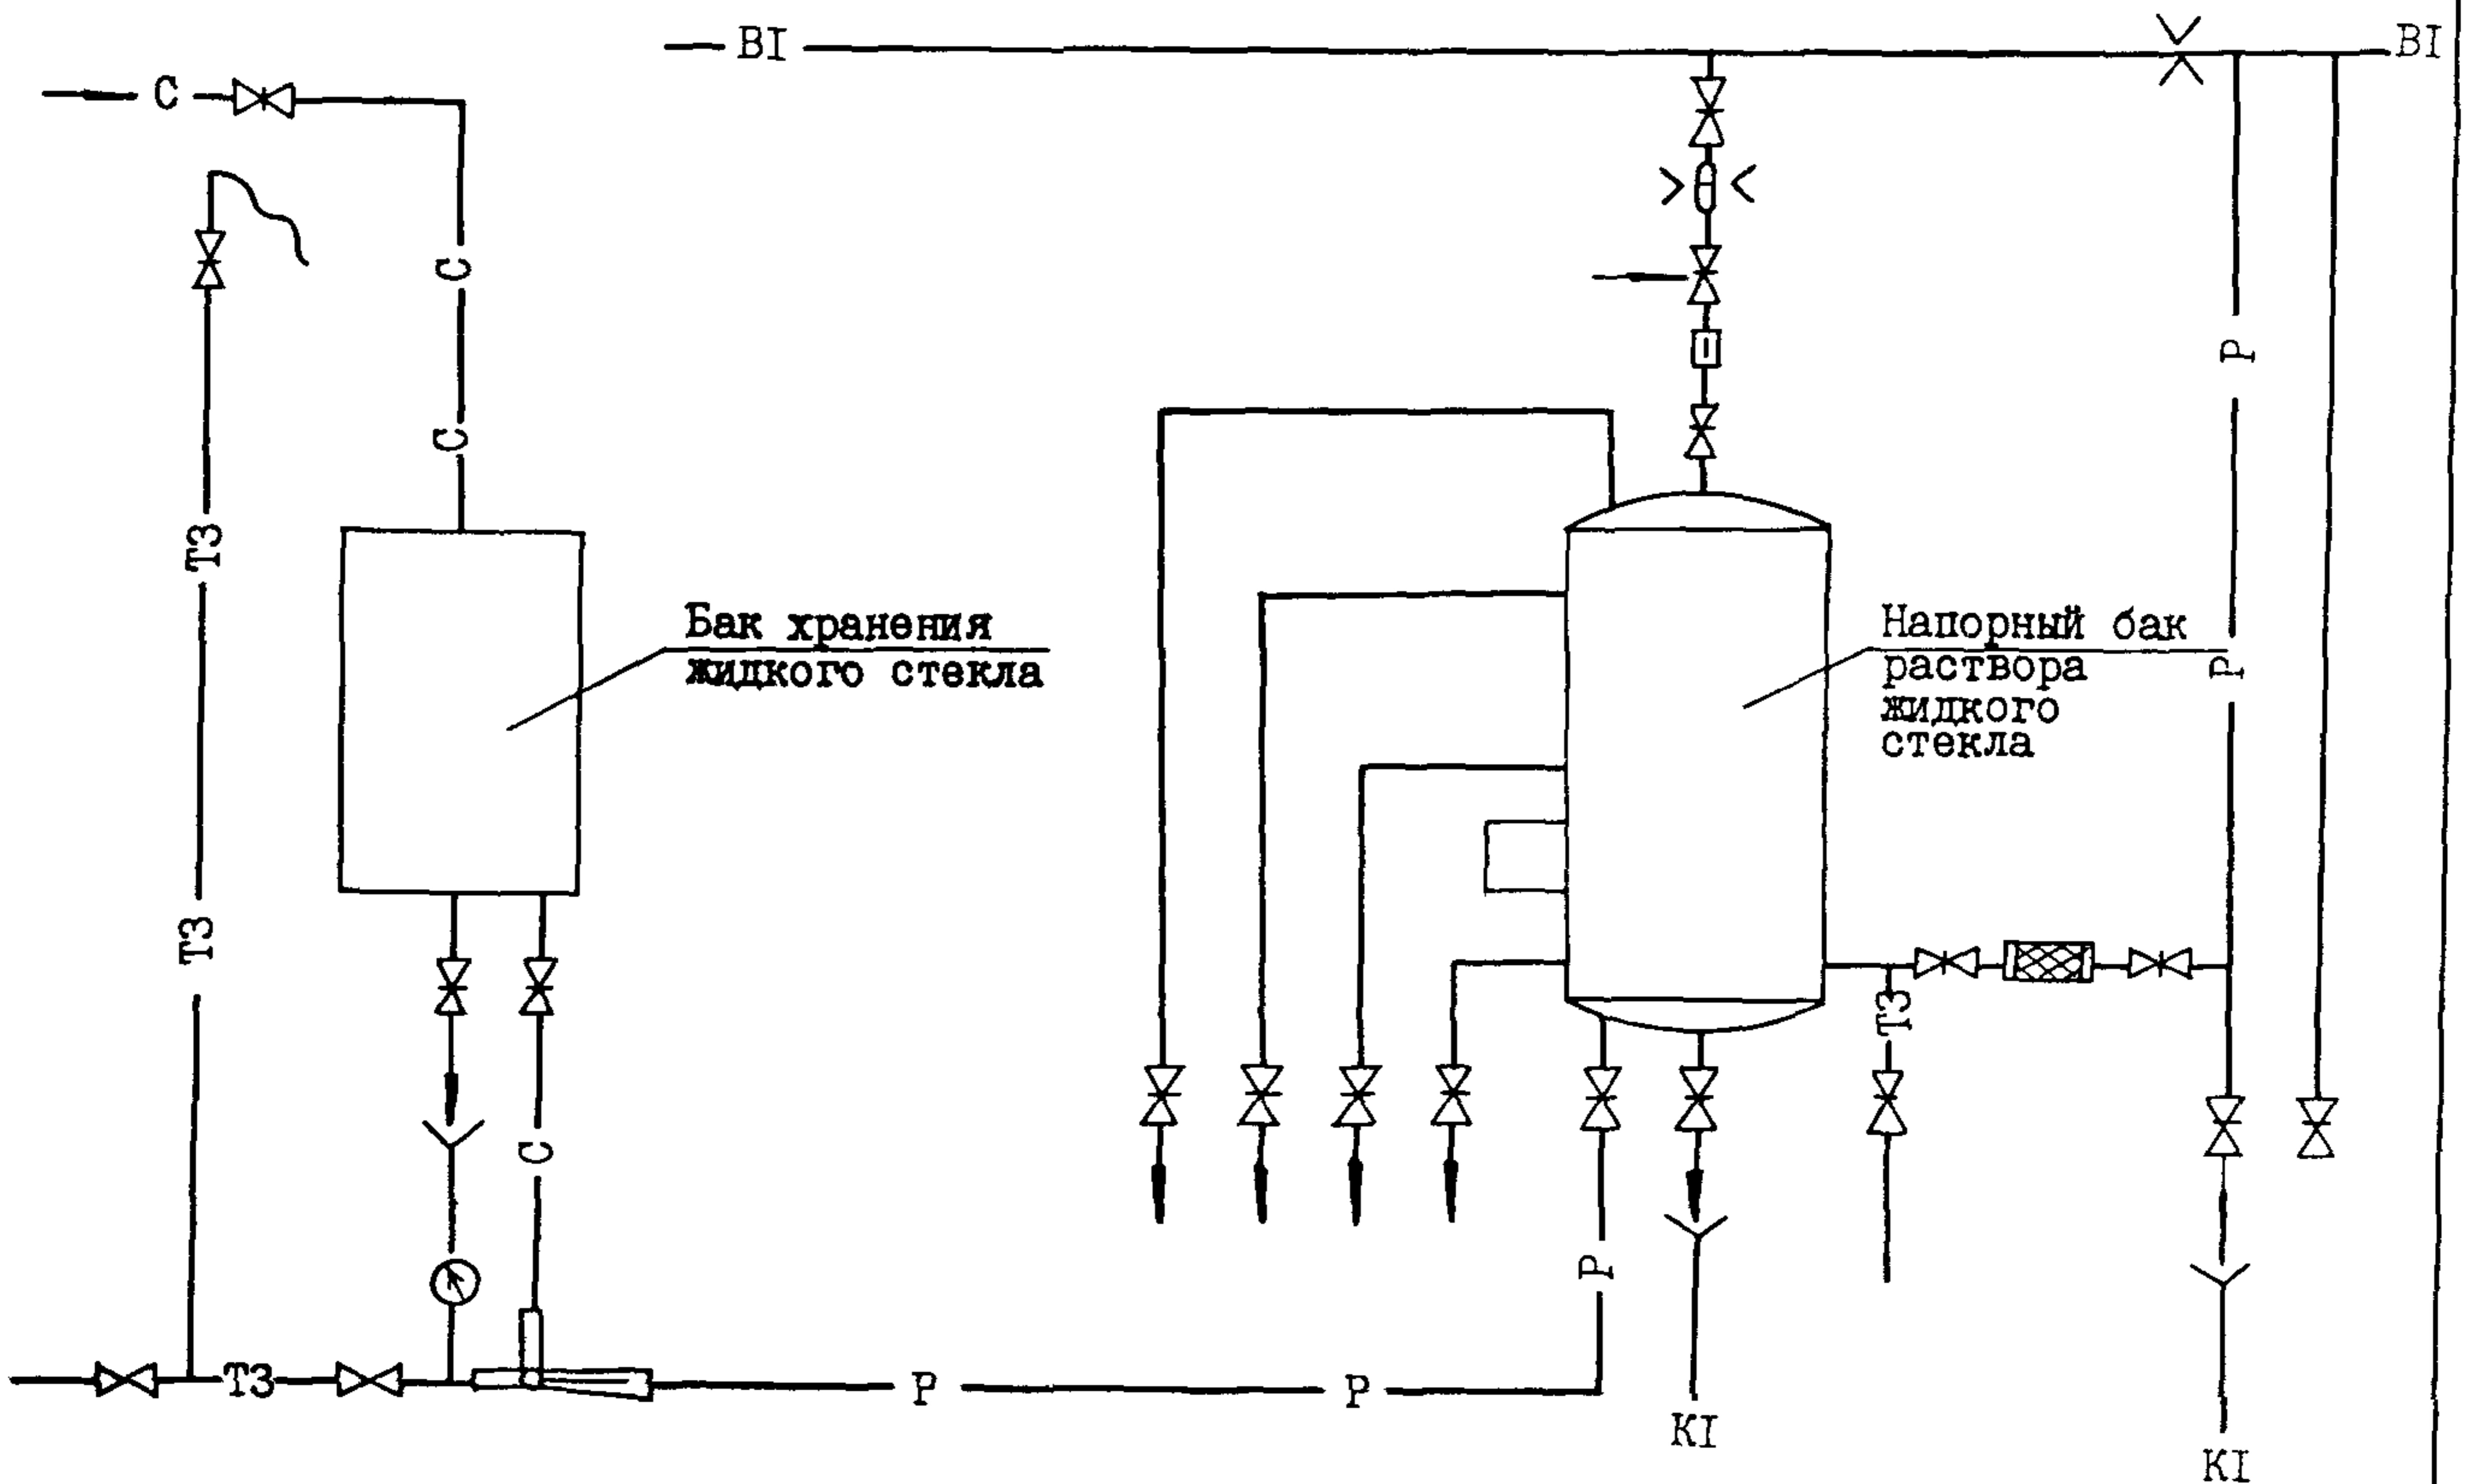 ВI
ВI
С
С
С
Т3
Т3
Бак хранения
жидкого стекла
Напорный бак
раствора
жидкого
стекла
Р
Р
Т3
С
Р
Т3
Р
Р
КI
КI